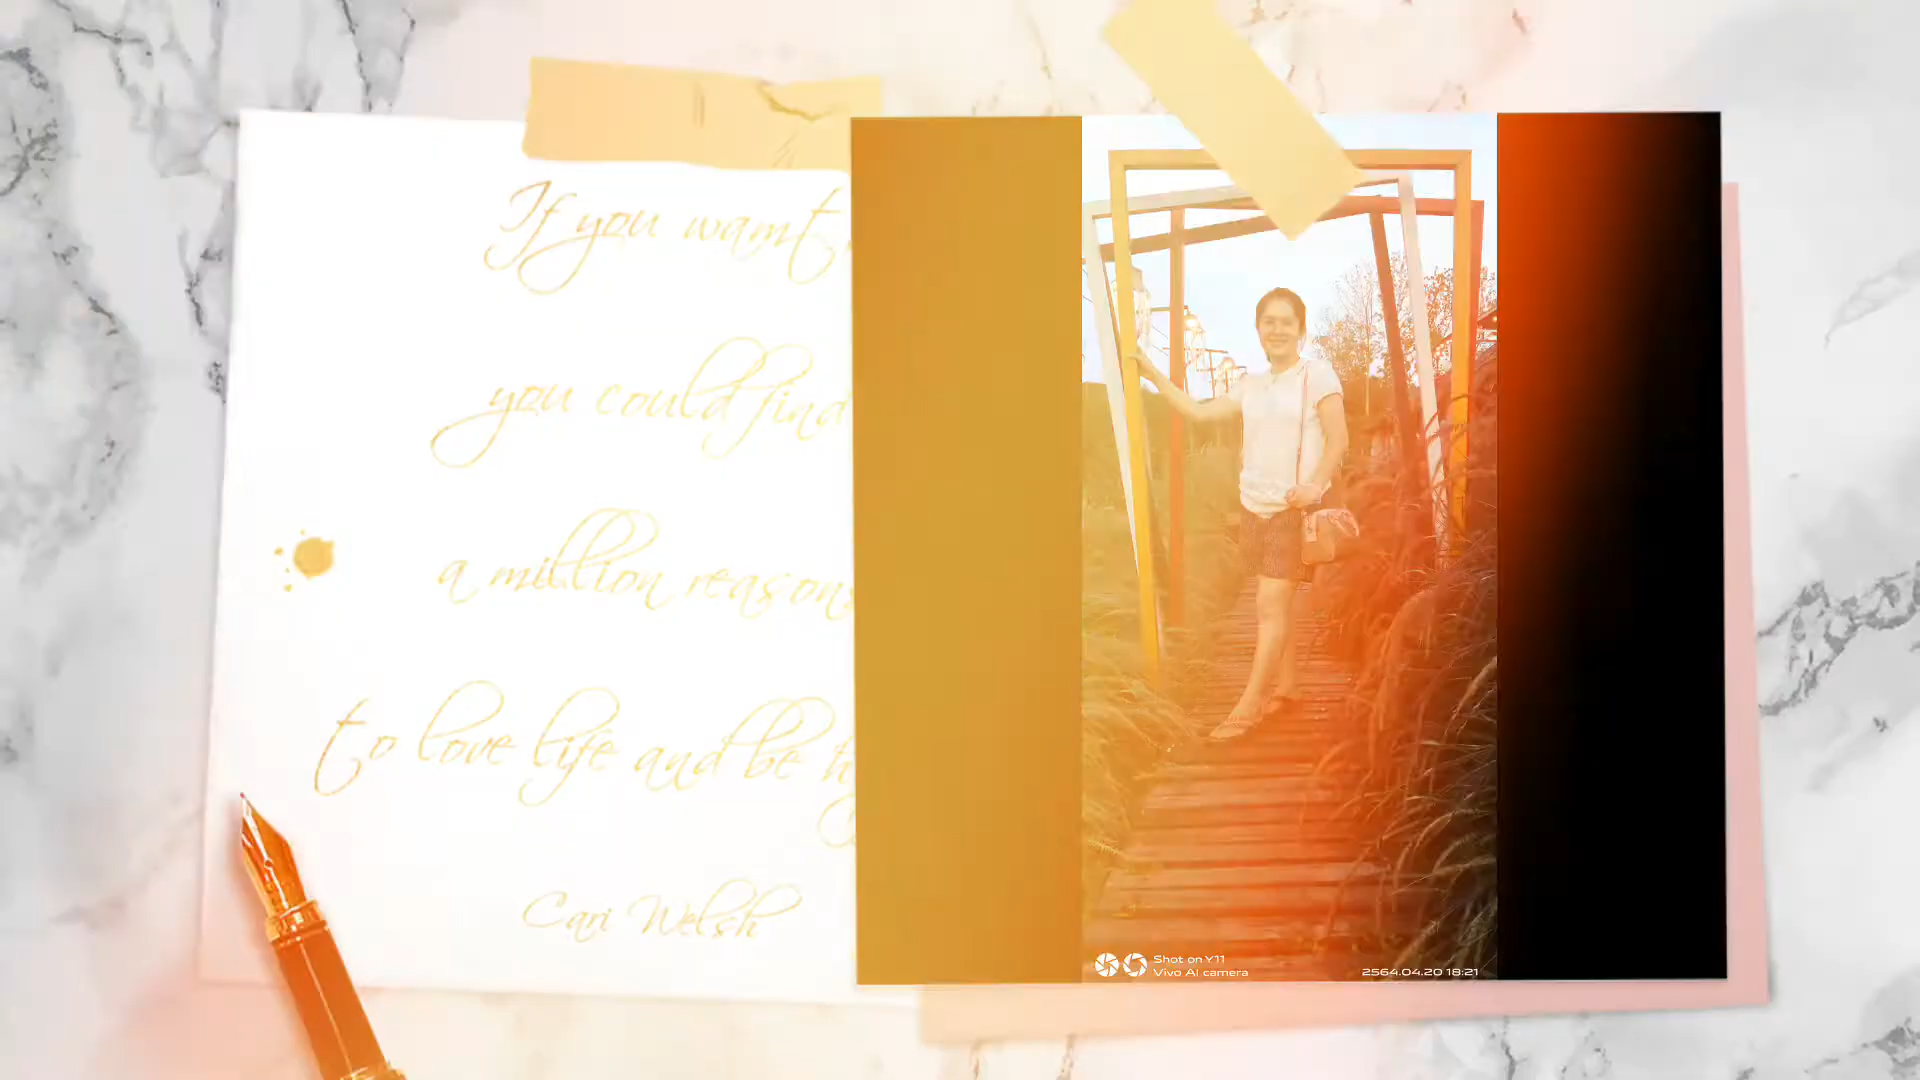 If you want
you could find
a million reasons
to love life and be h
Cari Welsh
Shot on Y11
Vivo AI camera
2564.04.20 18:21